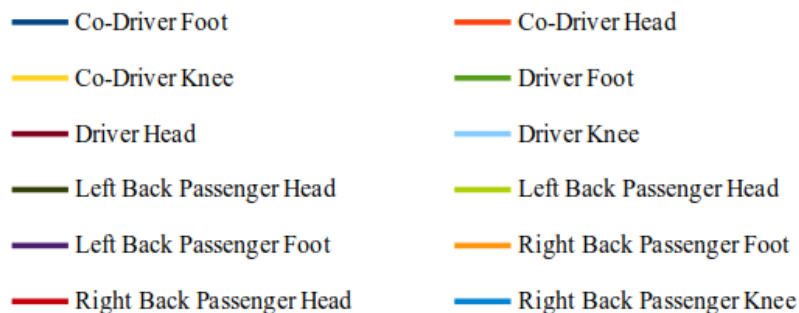 Co-Driver Foot
Co-Driver Head
Co-Driver Knee
Driver Foot
Driver Head
Driver Knee
Left Back Passenger Head
Left Back Passenger Head
Left Back Passenger Foot
Right Back Passenger Foot
Right Back Passenger Head
Right Back Passenger Knee